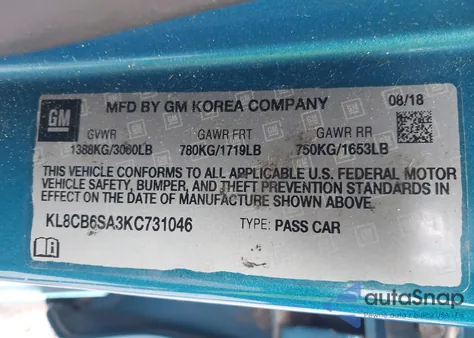 GM
MFD BY GM KOREA COMPANY 08/18
GVWR GAWR FRT GAWR RR
1388KG/3060LB 780KG/1719LB 750KG/1653LB
THIS VEHICLE CONFORMS TO ALL APPLICABLE U.S. FEDERAL MOTOR
VEHICLE SAFETY, BUMPER, AND THEFT PREVENTION STANDARDS
IN EFFECT ON THE DATE OF MANUFACTURE SHOWN ABOVE.
KL8CB6SA3KC731046 TYPE: PASS CAR
autoSnap